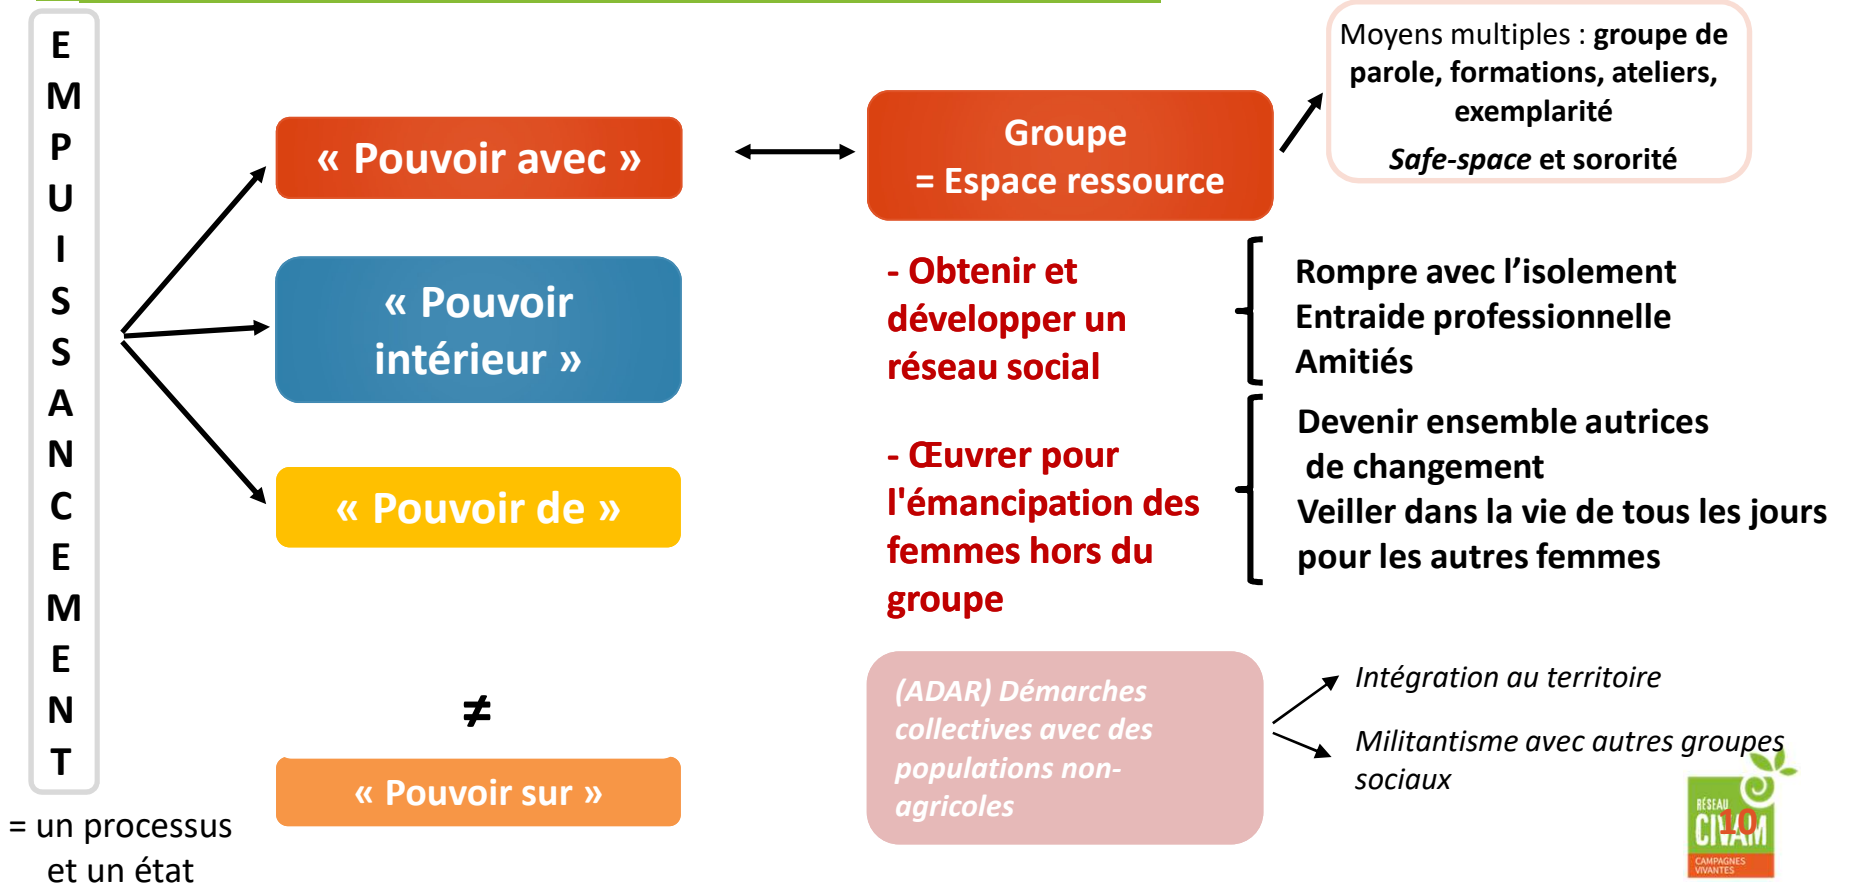 E
M
P
U
I
S
S
A
N
C
E
M
E
N
T
= un processus
et un état
« Pouvoir avec »
« Pouvoir
intérieur »
« Pouvoir de »
≠
« Pouvoir sur »
Groupe
= Espace ressource
Moyens multiples : groupe de
parole, formations, ateliers,
exemplarité
Safe-space et sororité
- Obtenir et
développer un
réseau social
Rompre avec l’isolement
Entraide professionnelle
Amitiés
- Œuvrer pour
l'émancipation des
femmes hors du
groupe
Devenir ensemble autrices
de changement
Veiller dans la vie de tous les jours
pour les autres femmes
(ADAR) Démarches
collectives avec des
populations non-
agricoles
Intégration au territoire
Militantisme avec autres groupes
sociaux
RÉSEAU
CIVAM
10
CAMPAGNES
VIVANTES